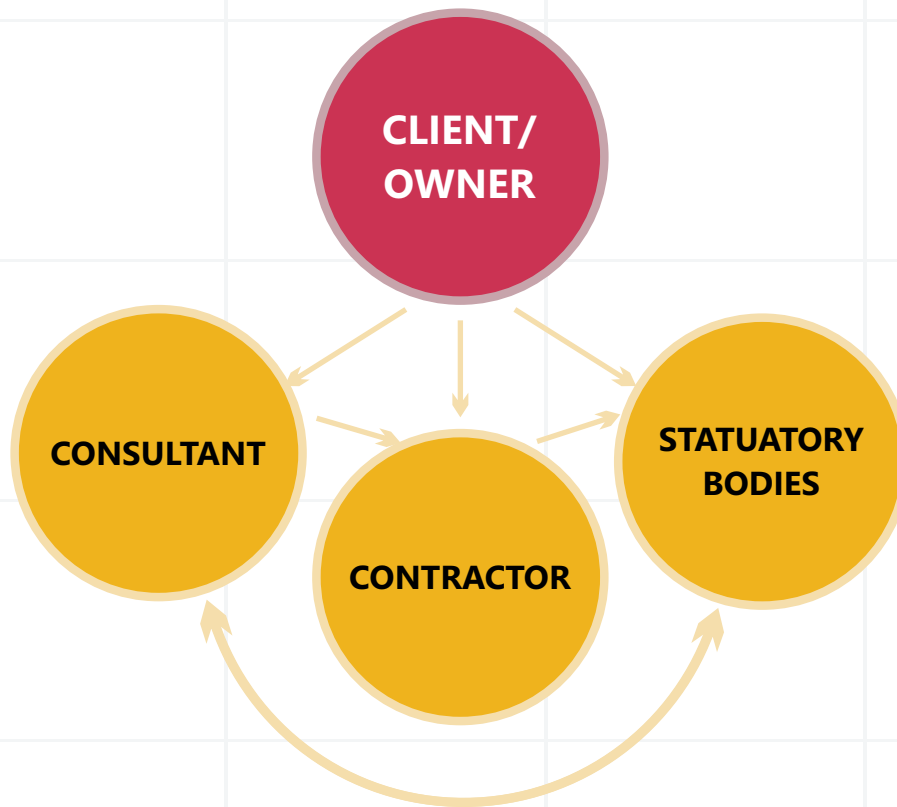 CLIENT/
OWNER
CONSULTANT
CONTRACTOR
STATUATORY
BODIES